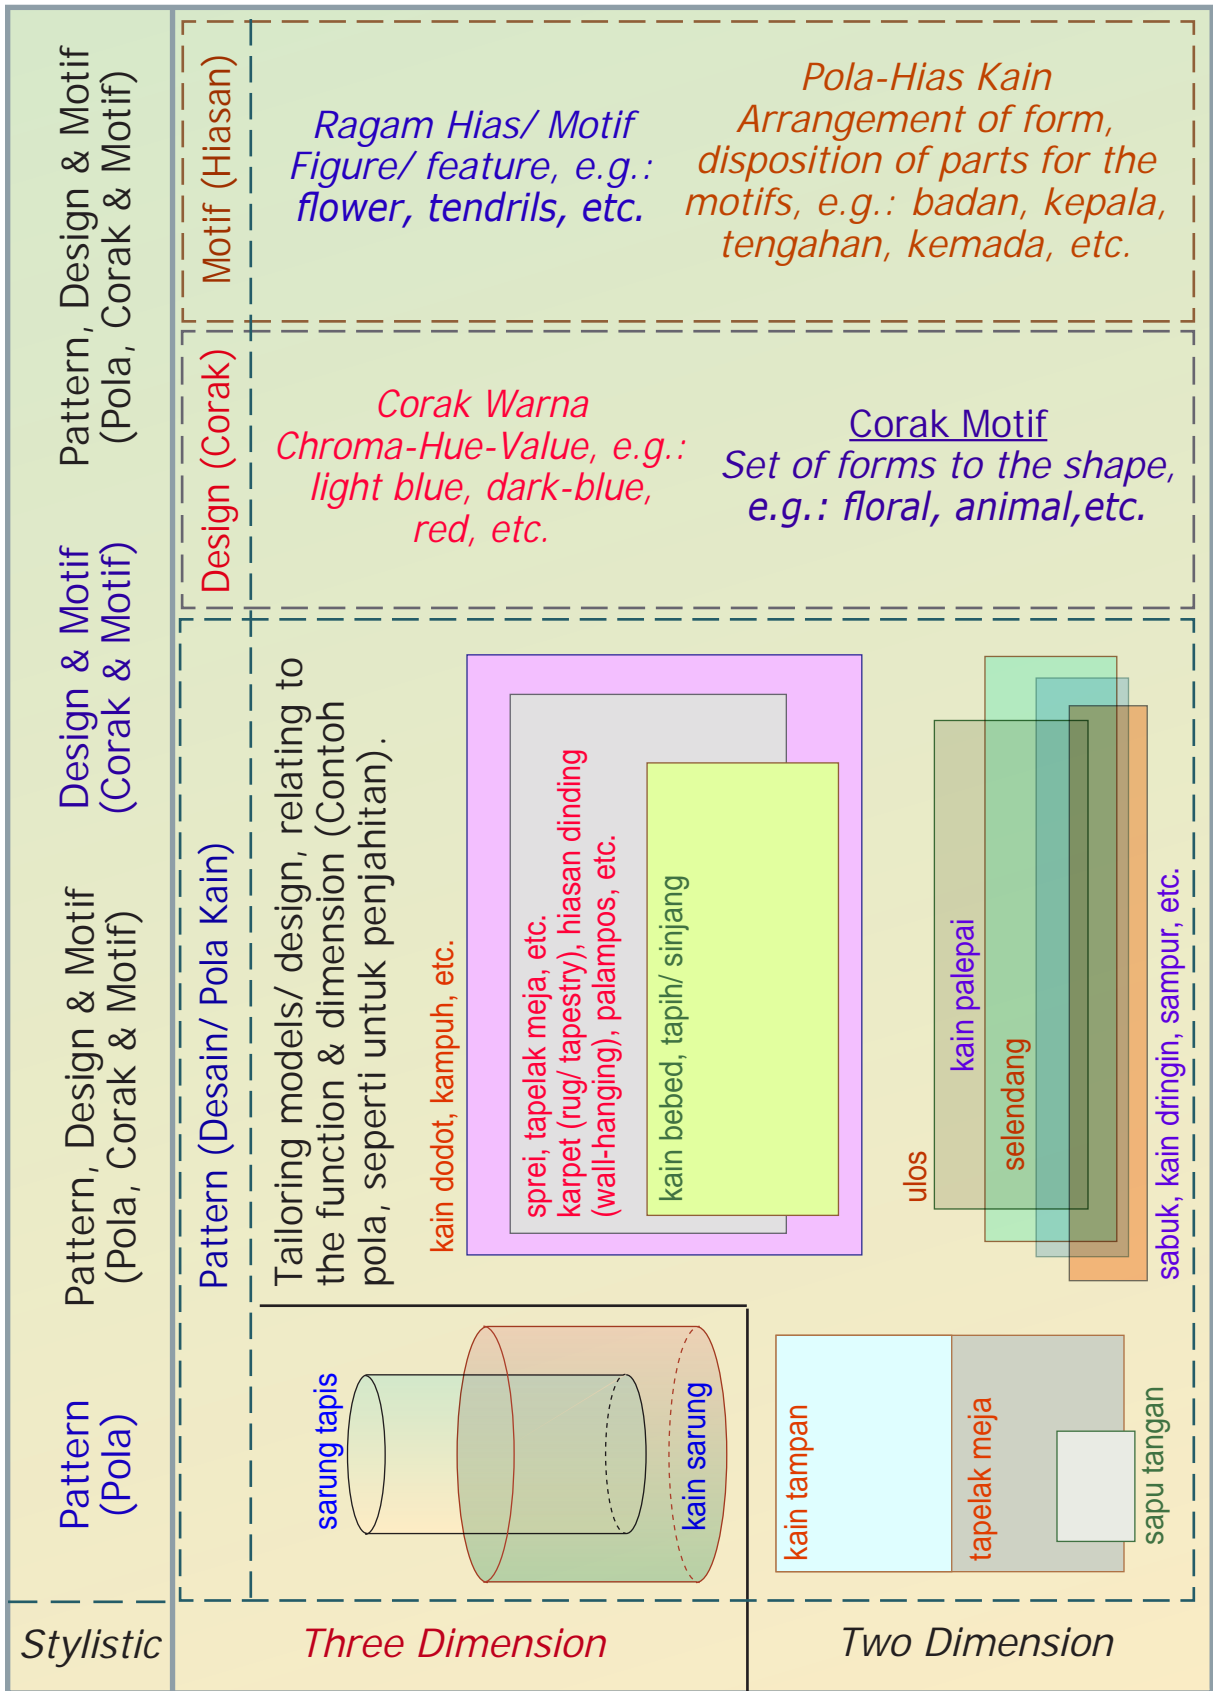 Pattern, Design & Motif
(Pola, Corak & Motif)
Design & Motif
(Corak & Motif)
Pattern, Design & Motif
(Pola, Corak & Motif)
Pattern
(Pola)
Stylistic
Motif (Hiasan)
Ragam Hias/ Motif
Figure/ feature, e.g.:
flower, tendrils, etc.
Pola-Hias Kain
Arrangement of form,
disposition of parts for the
motifs, e.g.: badan, kepala,
tengahan, kemada, etc.
Design (Corak)
Corak Warna
Chroma-Hue-Value, e.g.:
light blue, dark-blue,
red, etc.
Corak Motif
Set of forms to the shape,
e.g.: floral, animal,etc.
Pattern (Desain/ Pola Kain)
Tailoring models/ design, relating to
the function & dimension (Contoh
pola, seperti untuk penjahitan).
kain dodot, kampuh, etc.
sprei, tapelak meja, etc.
karpet (rug/ tapestry), hiasan dinding
(wall-hanging), palampos, etc.
kain bebed, tapih/ sinjang
ulos
kain palepai
selendang
sabuk, kain dringin, sampur, etc.
sarung tapis
kain sarung
kain tampan
tapelak meja
sapu tangan
Three Dimension
Two Dimension